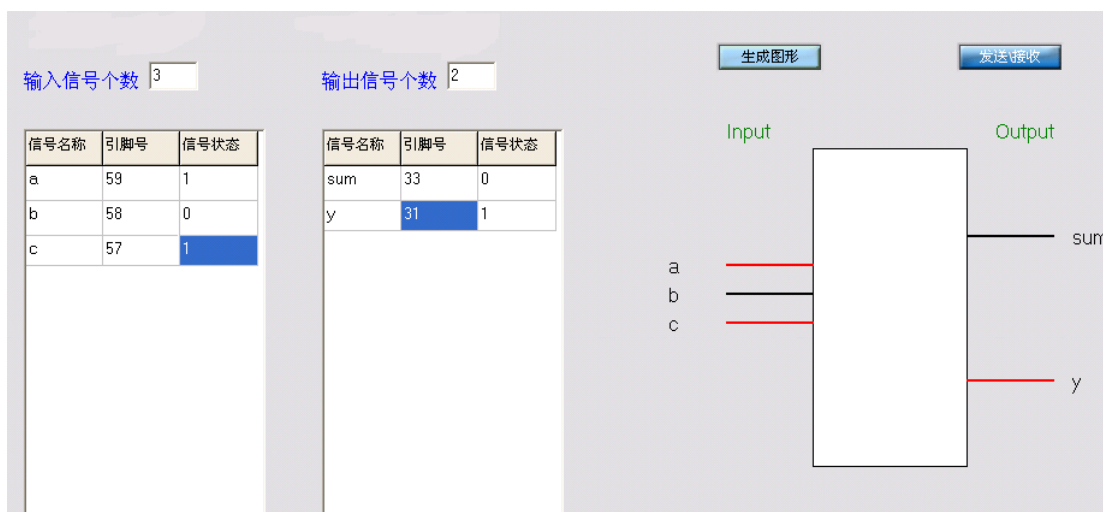 生成图形 发送\接收
输入信号个数 3 输出信号个数 2
Input Output
信号名称 引脚号 信号状态 信号名称 引脚号 信号状态
a 59 1 sum 33 0
b 58 0 y 31 1
c 57 1
sum
a
b
c
y